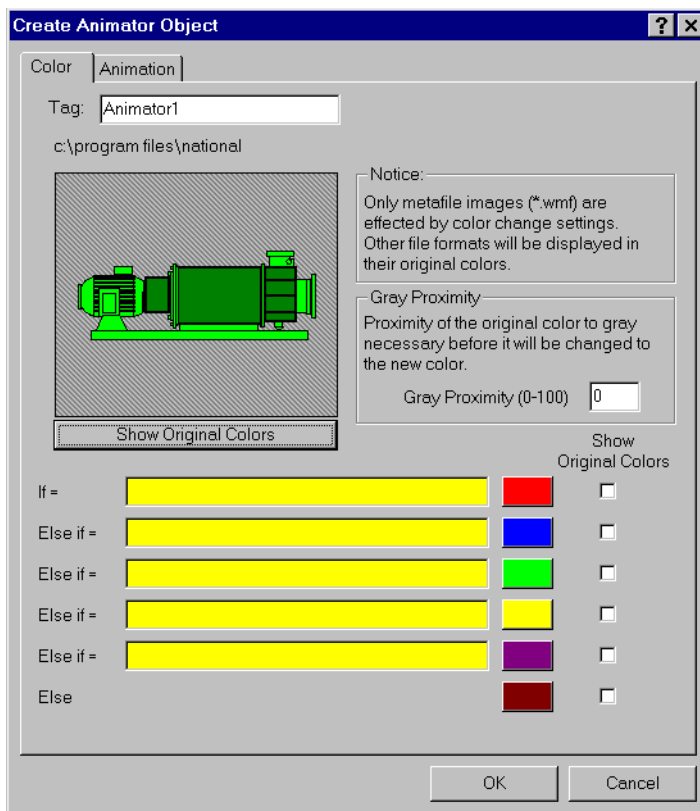 Create Animator Object
Color
Animation
Tag: Animator1
c:\program files\national
Notice:
Only metafile images (*.wmf) are
effected by color change settings.
Other file formats will be displayed in
their original colors.
Gray Proximity
Proximity of the original color to gray
necessary before it will be changed to
the new color.
Gray Proximity (0-100) 0
Show Original Colors
Show
Original Colors
If =
Else if =
Else if =
Else if =
Else if =
Else
OK
Cancel